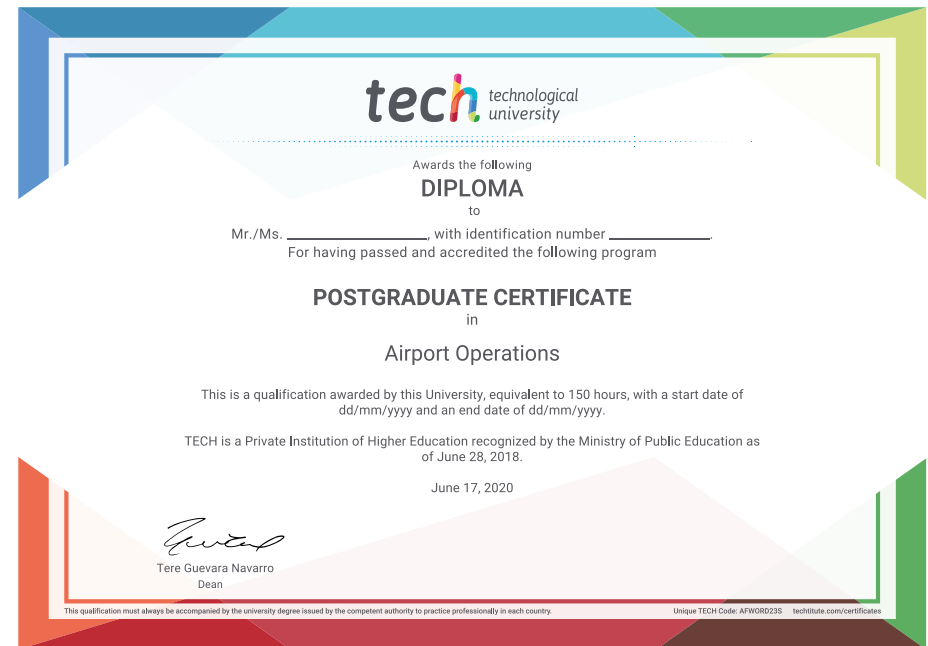 tech technological
university
Awards the following
DIPLOMA
to
Mr./Ms. ____________________, with identification number ______________.
For having passed and accredited the following program
POSTGRADUATE CERTIFICATE
in
Airport Operations
This is a qualification awarded by this University, equivalent to 150 hours, with a start date of
dd/mm/yyyy and an end date of dd/mm/yyyy.
TECH is a Private Institution of Higher Education recognized by the Ministry of Public Education as
of June 28, 2018.
June 17, 2020
Tere Guevara Navarro
Dean
This qualification must always be accompanied by the university degree issued by the competent authority to practice professionally in each country.
Unique TECH Code: AFWORD23S techtitute.com/certificates